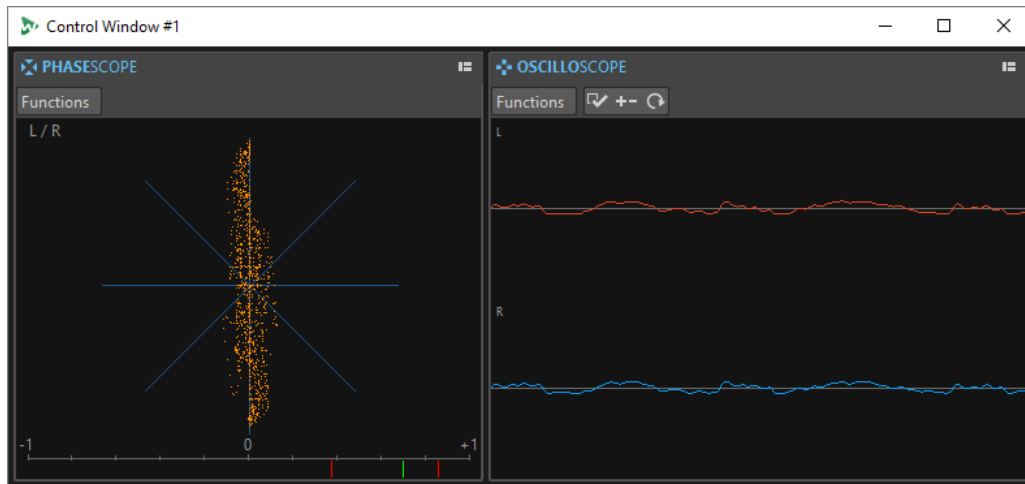 Control Window #1
PHASESCOPE
OSCILLOSCOPE
Functions
Functions
L / R
L
R
-1
0
+1